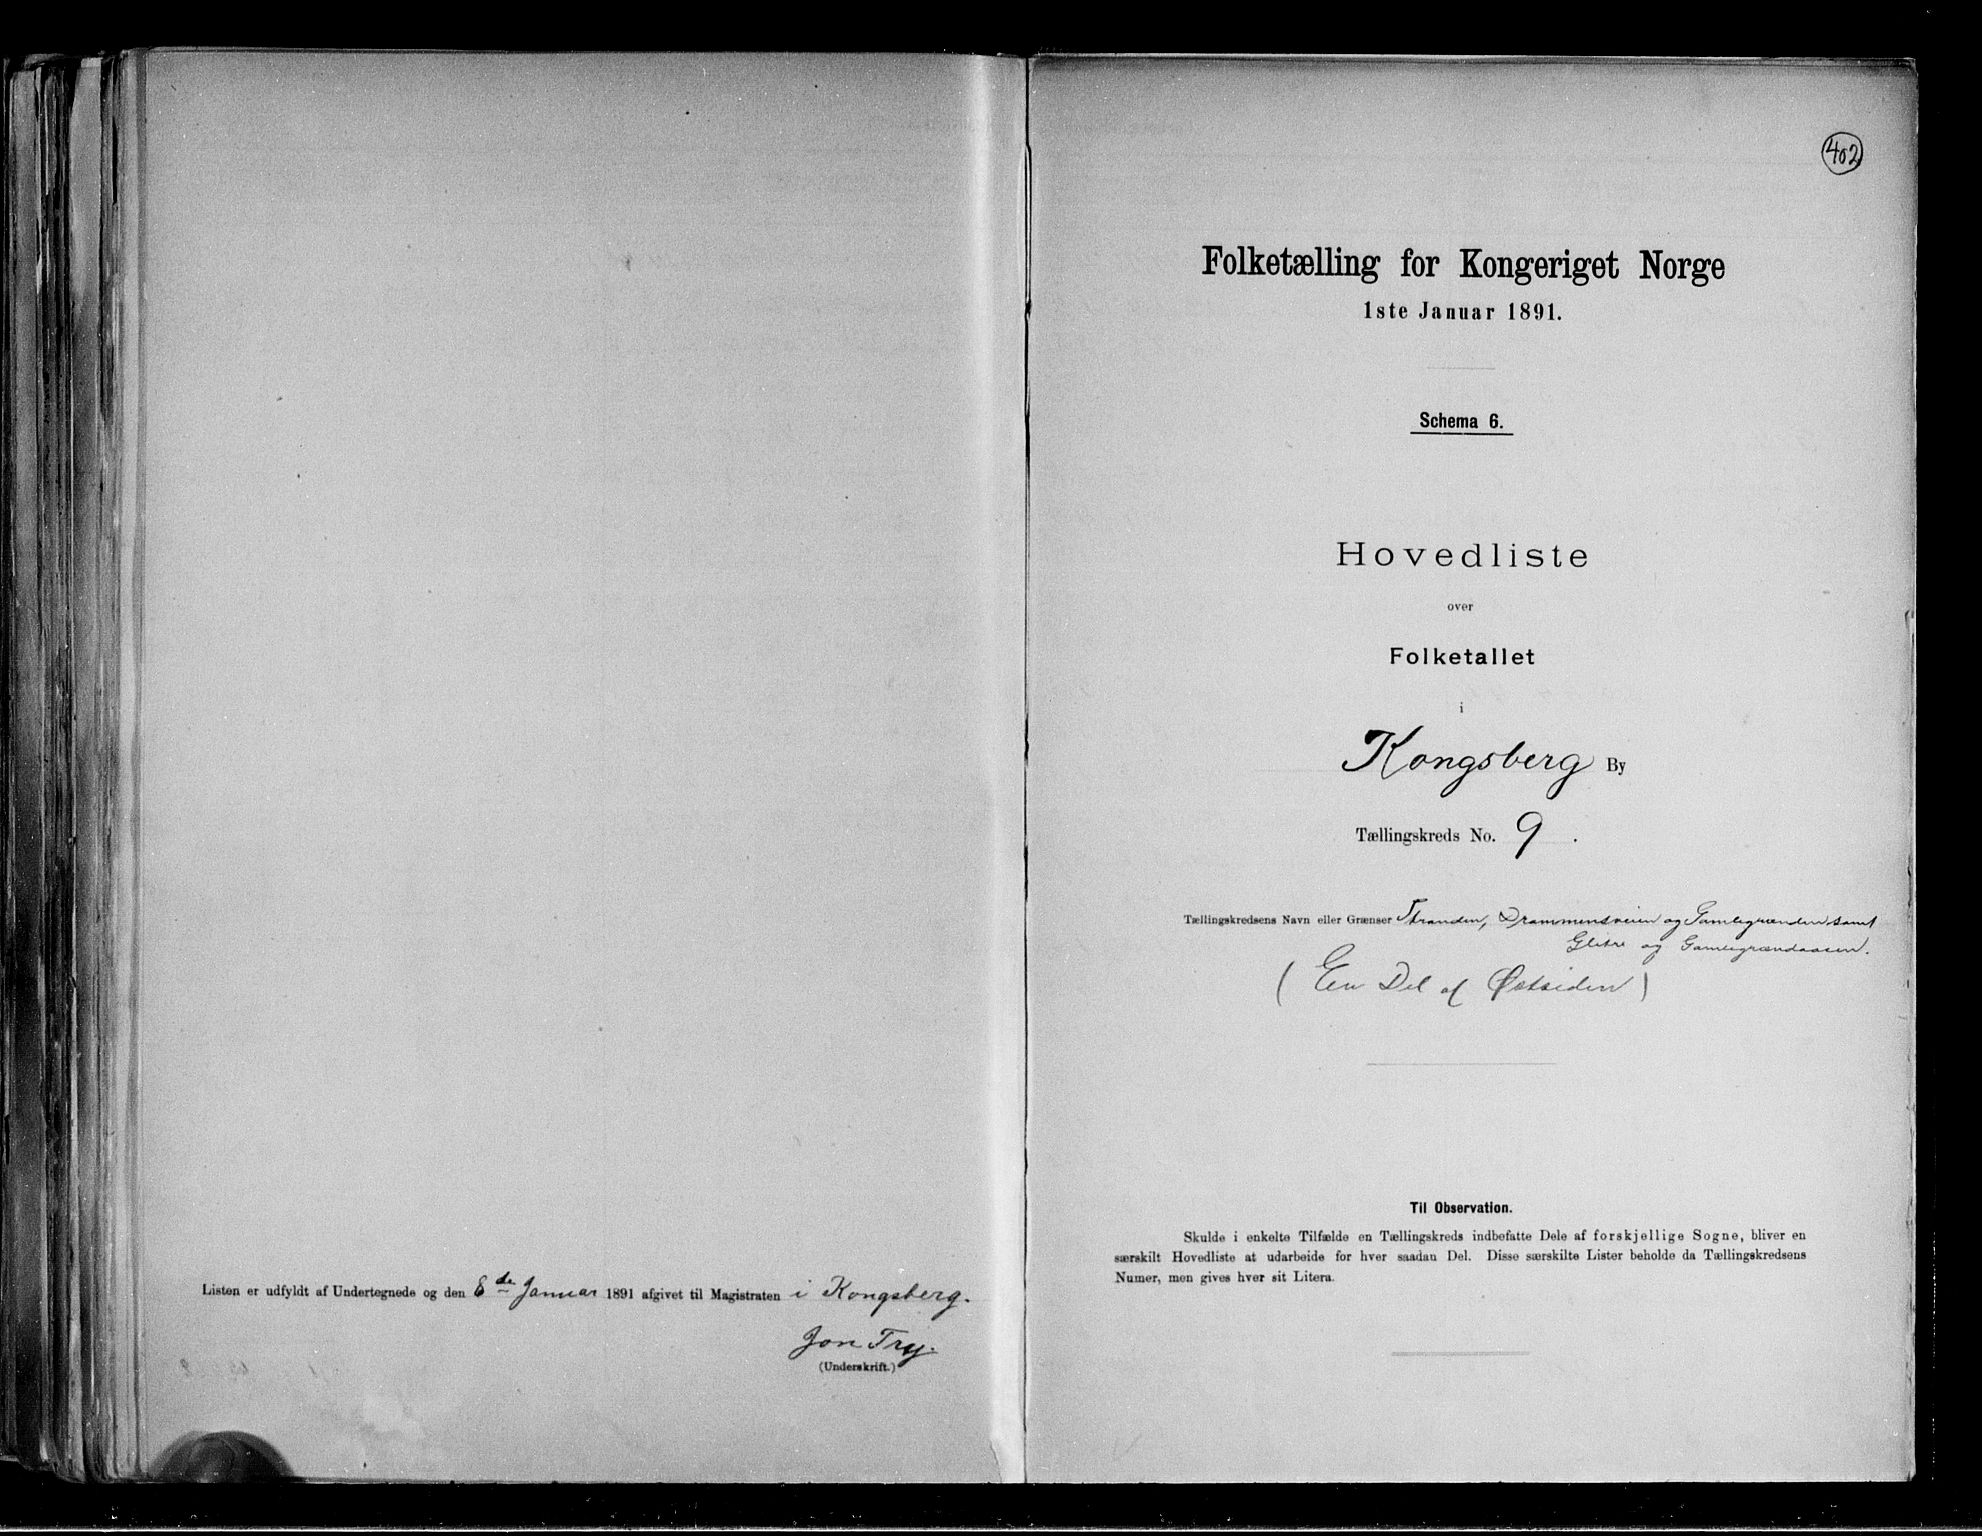 Listen er udfyldt af Undertegnede og den 8de Januar 1891 afgivet til Magistraten i Kongsberg.
Jon Try.
(Underskrift.)
402
Folketælling for Kongeriget Norge
1ste Januar 1891.
Schema 6.
Hovedliste
over
Folketallet
i
Kongsberg By
Tællingskreds No. 9.
Tællingskredsens Navn eller Grænser Stranden, Drammensveien og Gamlegrænden samt
Glitre og Gamlegrændaasen.
(En Del af Østsiden)
Til Observation.
Skulde i enkelte Tilfælde en Tællingskreds indbefatte Dele af forskjellige Sogne, bliver en
særskilt Hovedliste at udarbeide for hver saadan Del. Disse særskilte Lister beholde da Tællingskredsens
Numer, men gives hver sit Litera.